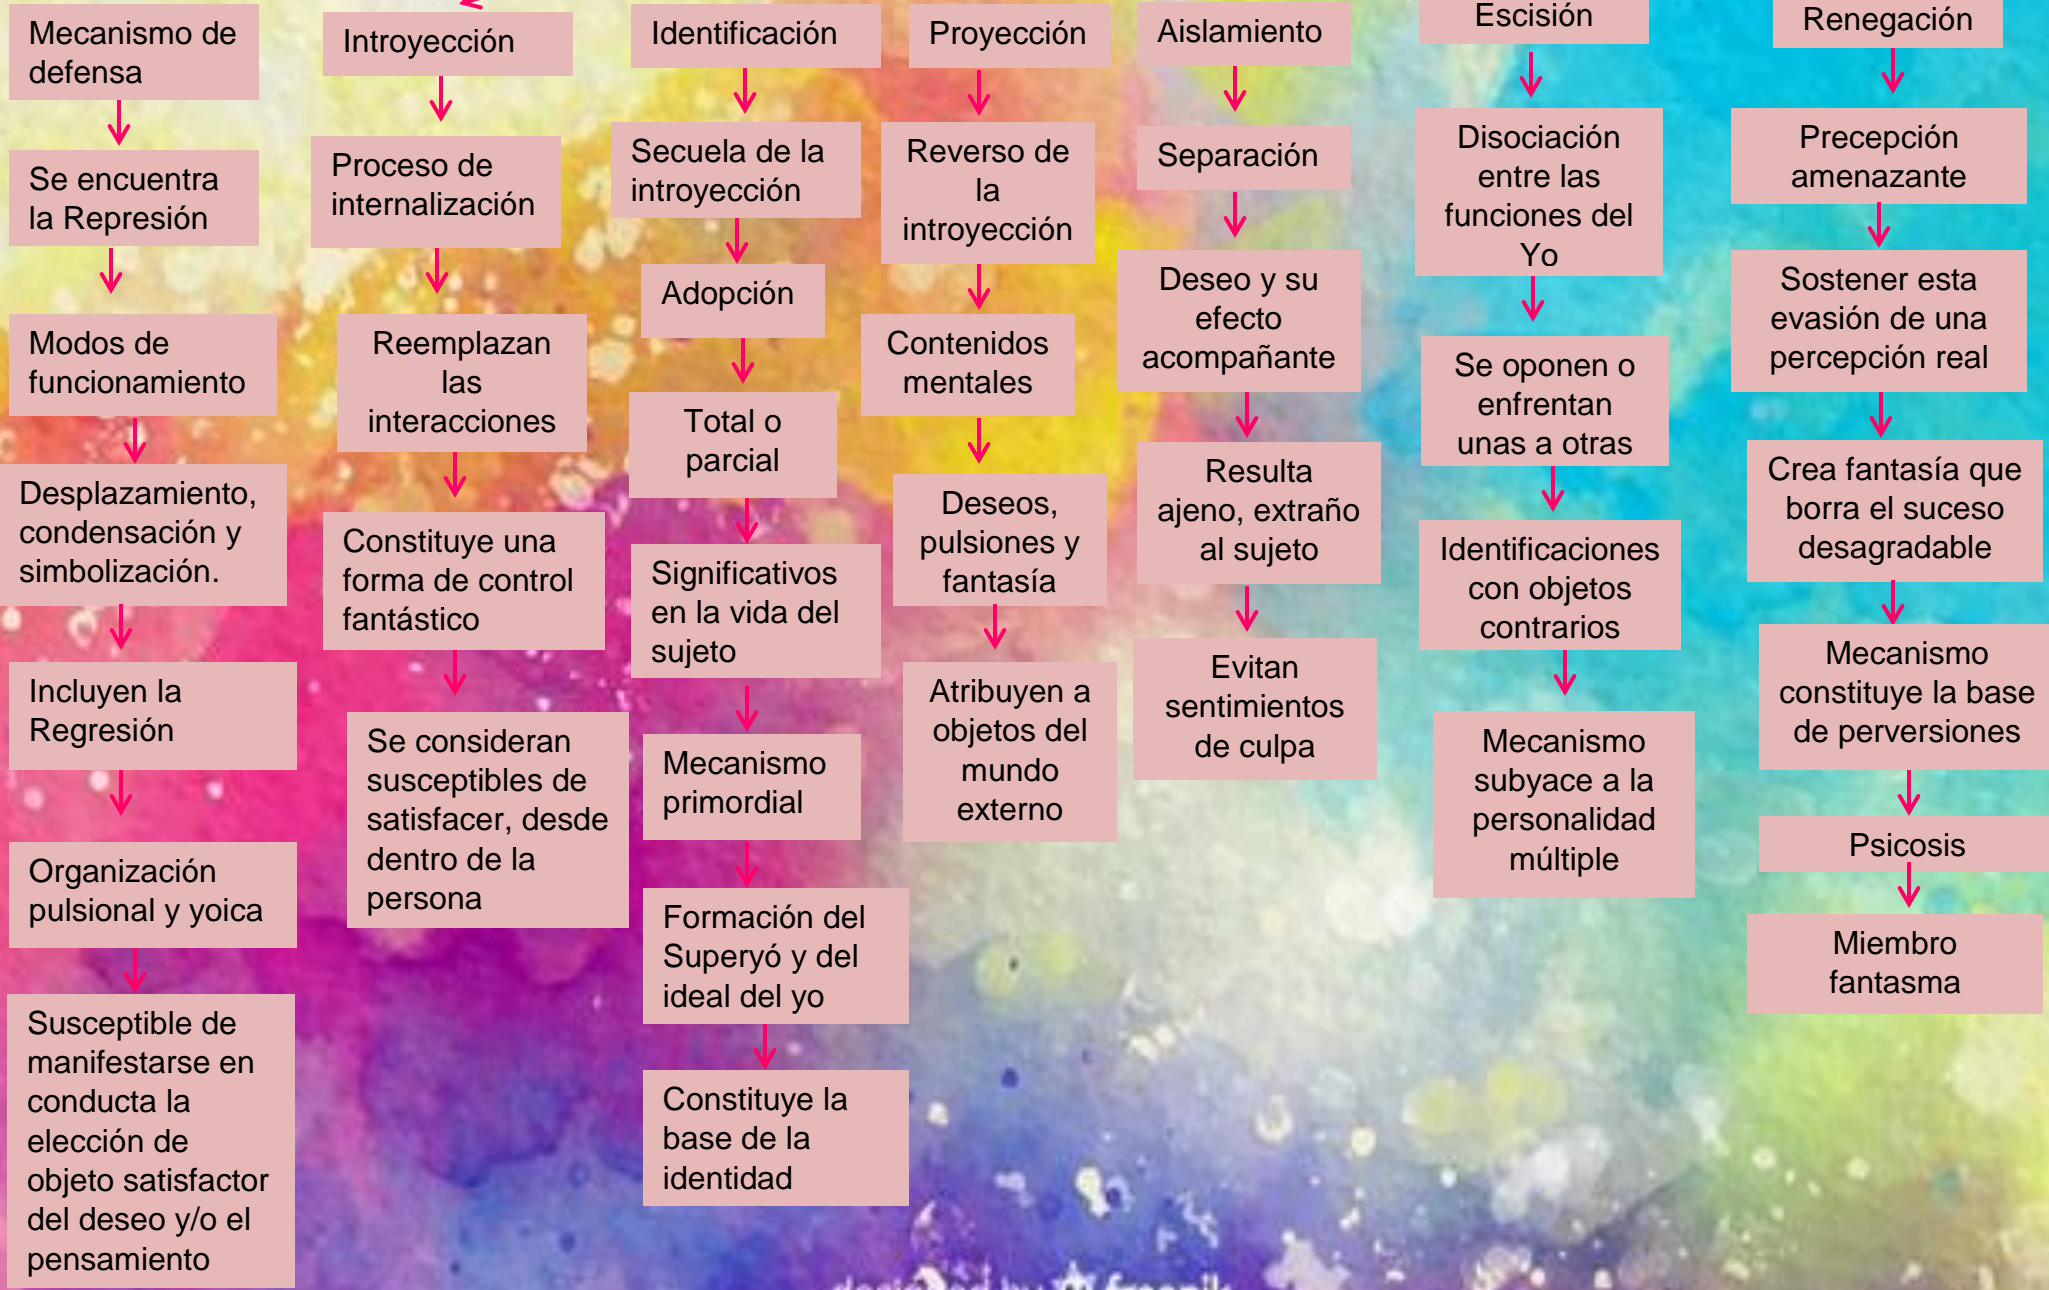 Mecanismo de
defensa
Se encuentra
la Represión
Modos de
funcionamiento
Desplazamiento,
condensación y
simbolización.
Incluyen la
Regresión
Organización
pulsional y yoica
Susceptible de
manifestarse en
conducta la
elección de
objeto satisfactor
del deseo y/o el
pensamiento
Introyección
Proceso de
internalización
Reemplazan
las
interacciones
Constituye una
forma de control
fantástico
Se consideran
susceptibles de
satisfacer, desde
dentro de la
persona
Identificación
Secuela de la
introyección
Adopción
Total o
parcial
Significativos
en la vida del
sujeto
Mecanismo
primordial
Formación del
Superyó y del
ideal del yo
Constituye la
base de la
identidad
Proyección
Reverso de
la
introyección
Contenidos
mentales
Deseos,
pulsiones y
fantasía
Atribuyen a
objetos del
mundo
externo
Aislamiento
Separación
Deseo y su
efecto
acompañante
Resulta
ajeno, extraño
al sujeto
Evitan
sentimientos
de culpa
Escisión
Disociación
entre las
funciones del
Yo
Se oponen o
enfrentan
unas a otras
Identificaciones
con objetos
contrarios
Mecanismo
subyace a la
personalidad
múltiple
Renegación
Precepción
amenazante
Sostener esta
evasión de una
percepción real
Crea fantasía que
borra el suceso
desagradable
Mecanismo
constituye la base
de perversiones
Psicosis
Miembro
fantasma
designed by freepik